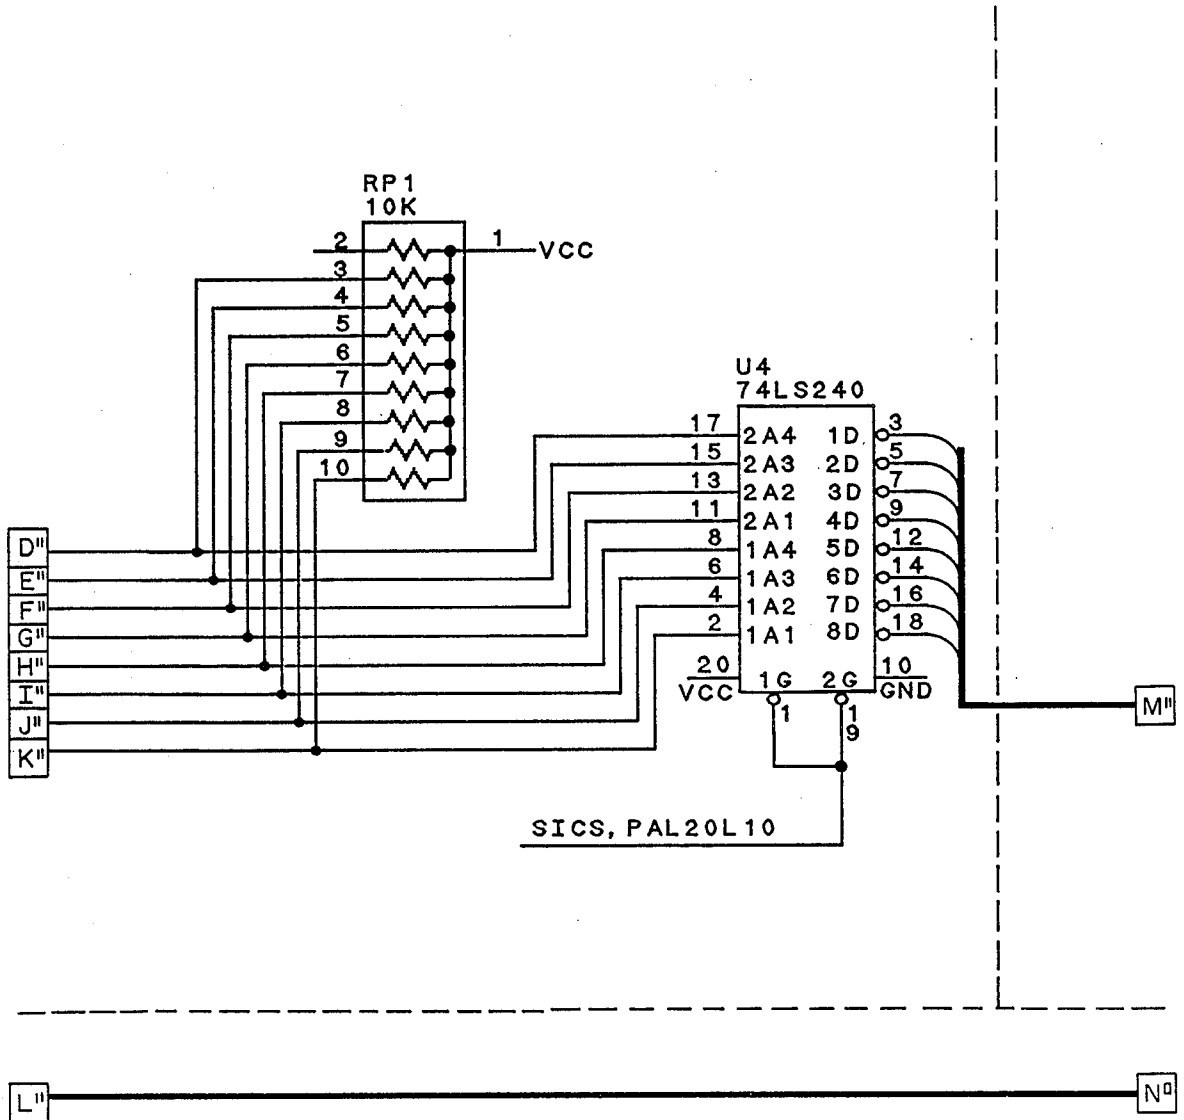 RP1
10K
2
1
VCC
3
4
5
6
7
8
9
10
U4
74LS240
17 2A4 1D 3
15 2A3 2D 5
13 2A2 3D 7
11 2A1 4D 9
8 1A4 5D 12
6 1A3 6D 14
4 1A2 7D 16
2 1A1 8D 18
20 1G 2G 10
VCC GND
1 1
9
D"
E"
F"
G"
H"
I"
J"
K"
M"
SICS, PAL20L10
L"
N"